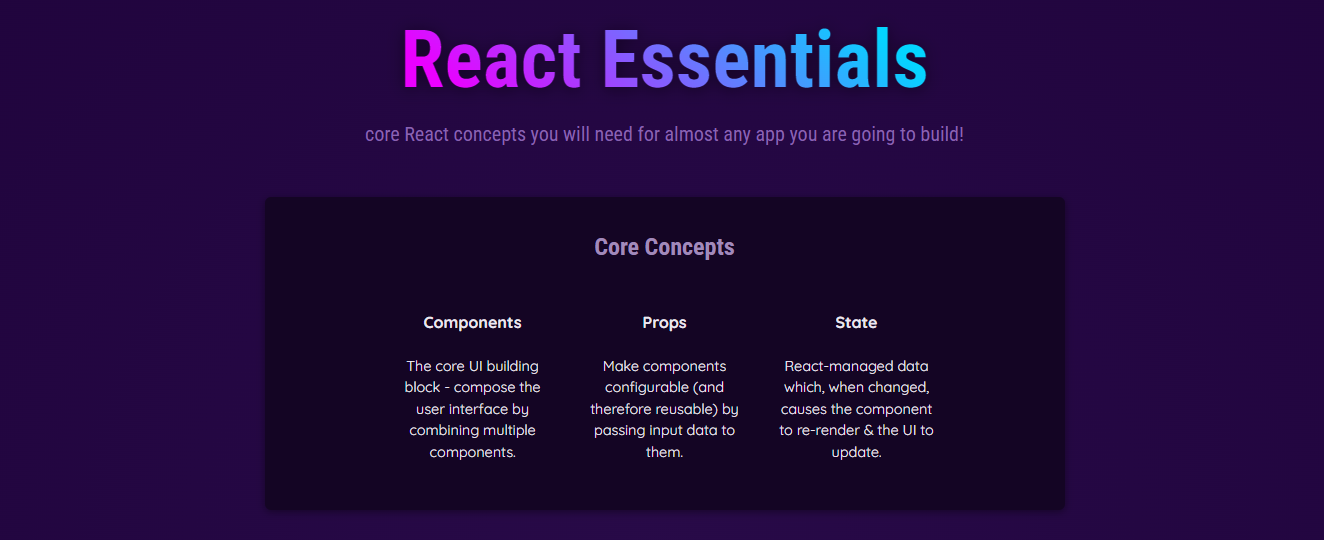 React Essentials
core React concepts you will need for almost any app you are going to build!
Core Concepts
Components
The core UI building
block - compose the
user interface by
combining multiple
components.
Props
Make components
configurable (and
therefore reusable) by
passing input data to
them.
State
React-managed data
which, when changed,
causes the component
to re-render & the UI to
update.